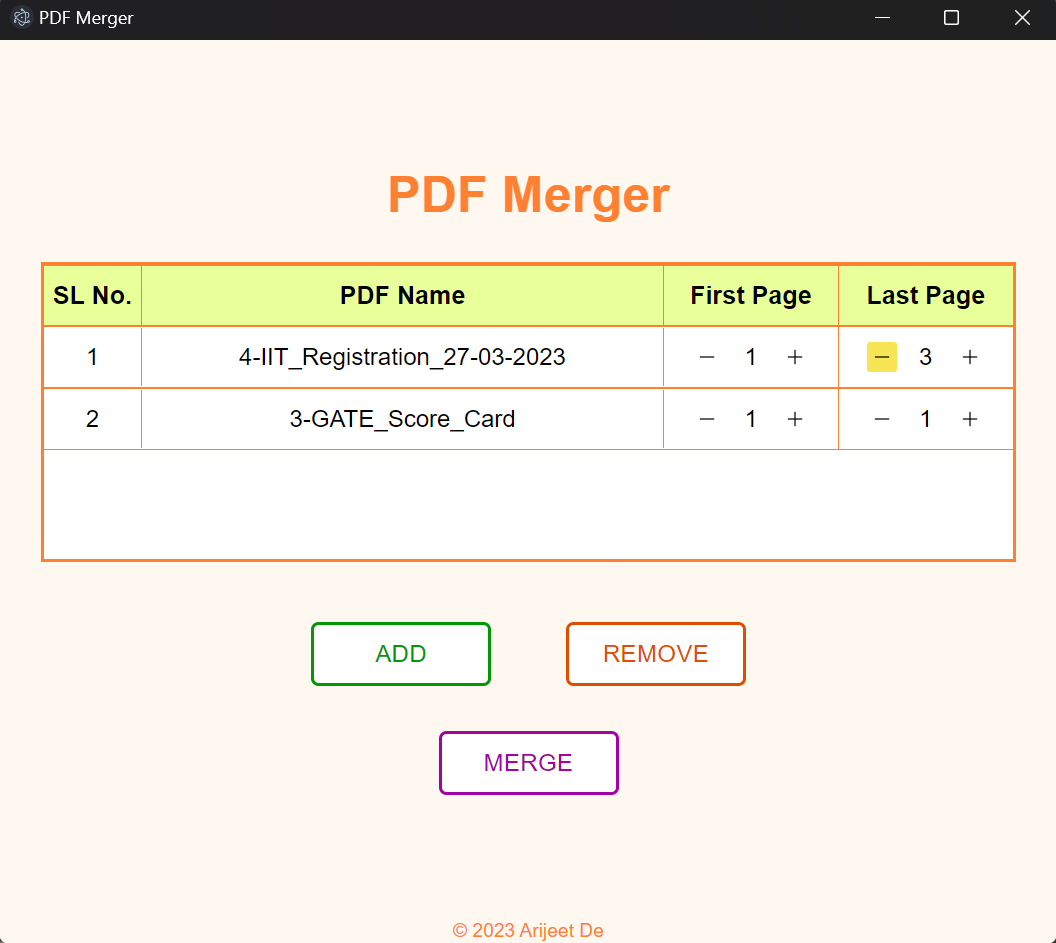 PDF Merger
PDF Merger
SL No. PDF Name First Page Last Page
1 4-IIT_Registration_27-03-2023 − 1 + − 3 +
2 3-GATE_Score_Card − 1 + − 1 +
ADD REMOVE
MERGE
© 2023 Arijeet De